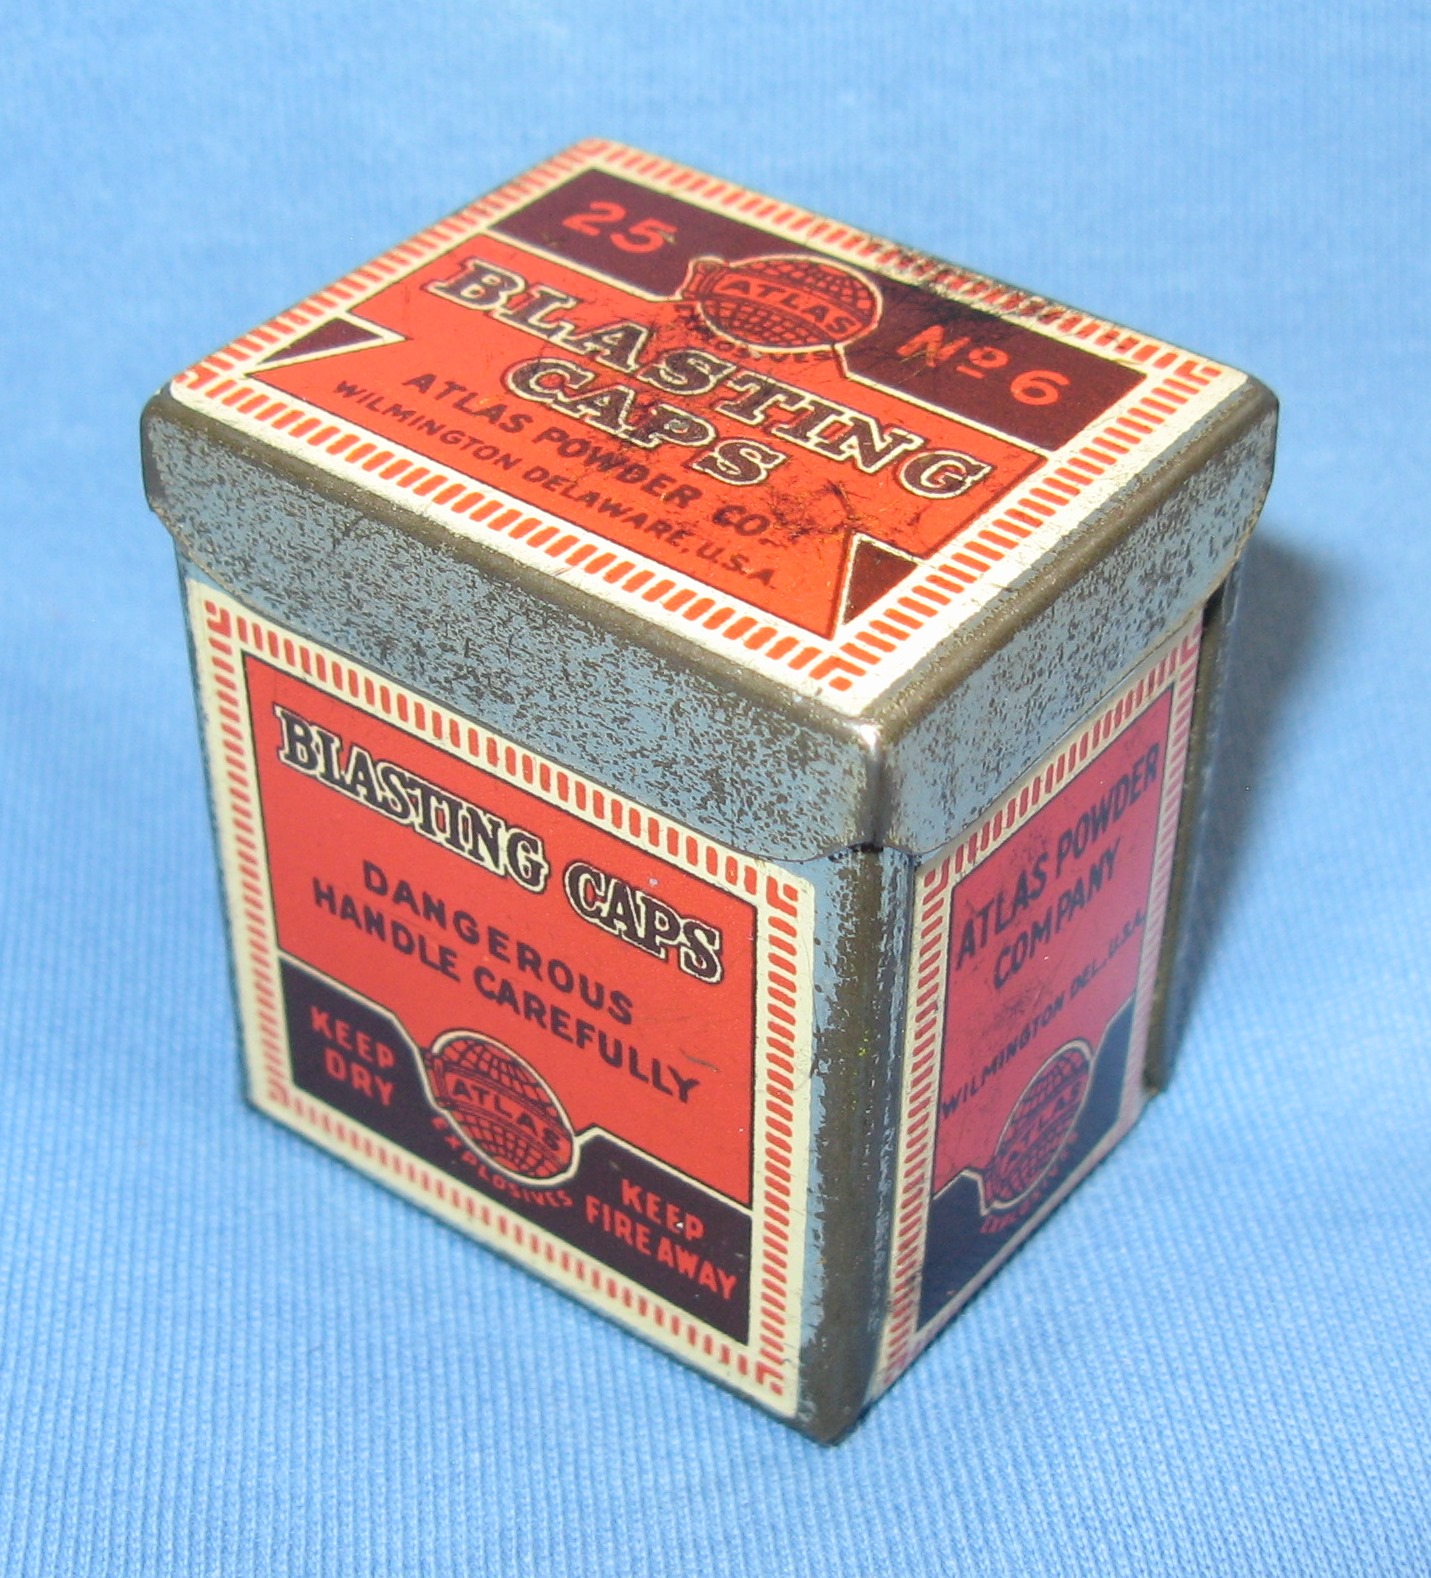 25
ATLAS
No 6
BLASTING
CAPS
ATLAS POWDER CO.
WILMINGTON DELAWARE, U.S.A.
BLASTING CAPS
DANGEROUS
HANDLE CAREFULLY
KEEP
DRY
ATLAS
EXPLOSIVES
KEEP
FIRE AWAY
ATLAS POWDER
COMPANY
WILMINGTON DEL., U.S.A.
ATLAS
EXPLOSIVES